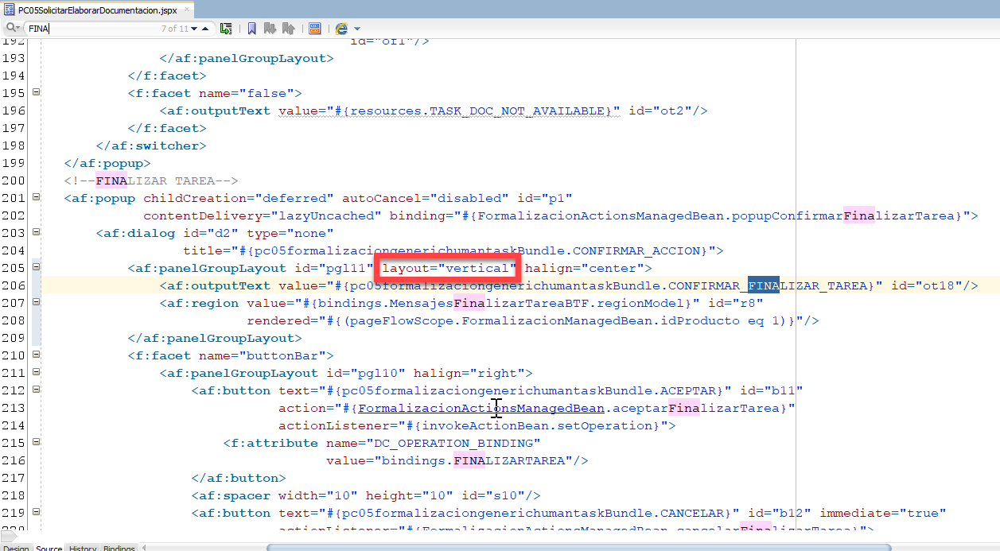 PC05SolicitarElaborarDocumentacion.jspx
FINA 7 of 11
192 id="of1"/>
193 </af:panelGroupLayout>
194 </f:facet>
195 <f:facet name="false">
196 <af:outputText value="#{resources.TASK_DOC_NOT_AVAILABLE}" id="ot2"/>
197 </f:facet>
198 </af:switcher>
199 </af:popup>
200 <!--FINALIZAR TAREA-->
201 <af:popup childCreation="deferred" autoCancel="disabled" id="p1"
202 contentDelivery="lazyUncached" binding="#{FormalizacionActionsManagedBean.popupConfirmarFinalizarTarea}">
203 <af:dialog id="d2" type="none"
204 title="#{pc05formalizaciongenerichumantaskBundle.CONFIRMAR_ACCION}">
205 <af:panelGroupLayout id="pgl11" layout="vertical" halign="center">
206 <af:outputText value="#{pc05formalizaciongenerichumantaskBundle.CONFIRMAR_FINALIZAR_TAREA}" id="ot18"/>
207 <af:region value="#{bindings.MensajesFinalizarTareaBTF.regionModel}" id="r8"
208 rendered="#{(pageFlowScope.FormalizacionManagedBean.idProducto eq 1)}"/>
209 </af:panelGroupLayout>
210 <f:facet name="buttonBar">
211 <af:panelGroupLayout id="pgl10" halign="right">
212 <af:button text="#{pc05formalizaciongenerichumantaskBundle.ACEPTAR}" id="b11"
213 action="#{FormalizacionActionsManagedBean.aceptarFinalizarTarea}"
214 actionListener="#{invokeActionBean.setOperation}">
215 <f:attribute name="DC_OPERATION_BINDING"
216 value="bindings.FINALIZARTAREA"/>
217 </af:button>
218 <af:spacer width="10" height="10" id="s10"/>
219 <af:button text="#{pc05formalizaciongenerichumantaskBundle.CANCELAR}" id="b12" immediate="true"
220 actionListener="#{FormalizacionActionsManagedBean.cancelarFinalizarTarea}">
Design Source History Bindings